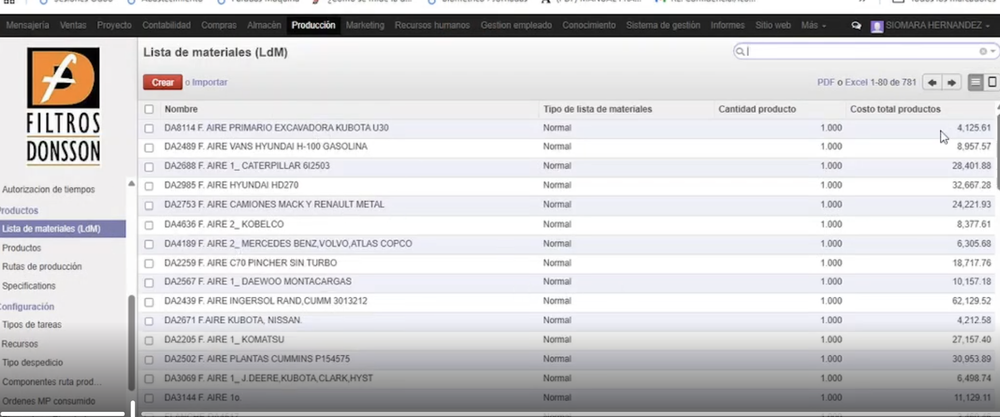 Mensajería Ventas Proyecto Contabilidad Compras Almacén Producción Marketing Recursos humanos Gestion empleado Conocimiento Sistema de gestión Informes Sitio web Más SIOMARA HERNANDEZ
FILTROS
DONSSON
Lista de materiales (LdM)
Crear o Importar
PDF o Excel 1-80 de 781
Autorizacion de tiempos
Productos
Lista de materiales (LdM)
Productos
Rutas de producción
Specifications
Configuración
Tipos de tareas
Recursos
Tipo despedicio
Componentes ruta prod...
Ordenes MP consumido
Nombre Tipo de lista de materiales Cantidad producto Costo total productos
DA8114 F. AIRE PRIMARIO EXCAVADORA KUBOTA U30 Normal 1.000 4,125.61
DA2489 F. AIRE VANS HYUNDAI H-100 GASOLINA Normal 1.000 8,957.57
DA2688 F. AIRE 1_ CATERPILLAR 6I2503 Normal 1.000 28,401.88
DA2985 F. AIRE HYUNDAI HD270 Normal 1.000 32,667.28
DA2753 F. AIRE CAMIONES MACK Y RENAULT METAL Normal 1.000 24,221.93
DA4636 F. AIRE 2_ KOBELCO Normal 1.000 8,377.61
DA4189 F. AIRE 2_ MERCEDES BENZ,VOLVO,ATLAS COPCO Normal 1.000 6,305.68
DA2259 F. AIRE C70 PINCHER SIN TURBO Normal 1.000 18,717.76
DA2567 F. AIRE 1_ DAEWOO MONTACARGAS Normal 1.000 10,157.18
DA2439 F. AIRE INGERSOL RAND,CUMM 3013212 Normal 1.000 62,129.52
DA2671 F.AIRE KUBOTA, NISSAN. Normal 1.000 4,212.58
DA2205 F. AIRE 1_ KOMATSU Normal 1.000 27,157.40
DA2502 F. AIRE PLANTAS CUMMINS P154575 Normal 1.000 30,953.89
DA3069 F. AIRE 1_ J.DEERE,KUBOTA,CLARK,HYST Normal 1.000 6,498.74
DA3144 F. AIRE 1o. Normal 1.000 11,129.11